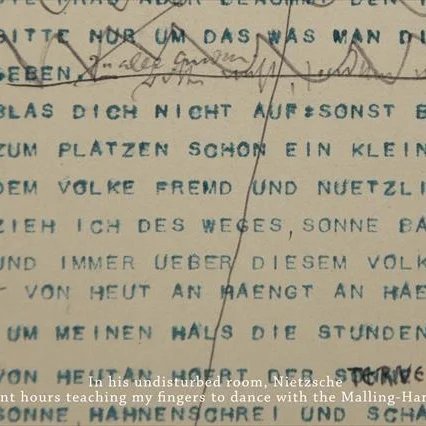 BITTE NUR UM DAS WAS MAN DI
GEBEN.
BLAS DICH NICHT AUF:SONST B
ZUM PLATZEN SCHON EIN KLEIN
DEM VOLKE FREMD UND NUETZLI
ZIEH ICH DES WEGES, SONNE BA
UND IMMER UEBER DIESEM VOLK
VON HEUT AN HAENGT AN HAE
UM MEINEN HALS DIE STUNDEN
VON HEUTAN HOERT DER
In his undisturbed room, Nietzsche
nt hours teaching my fingers to dance with the Malling-Han
SONNE, HAHNENSCHREI UND SCHA